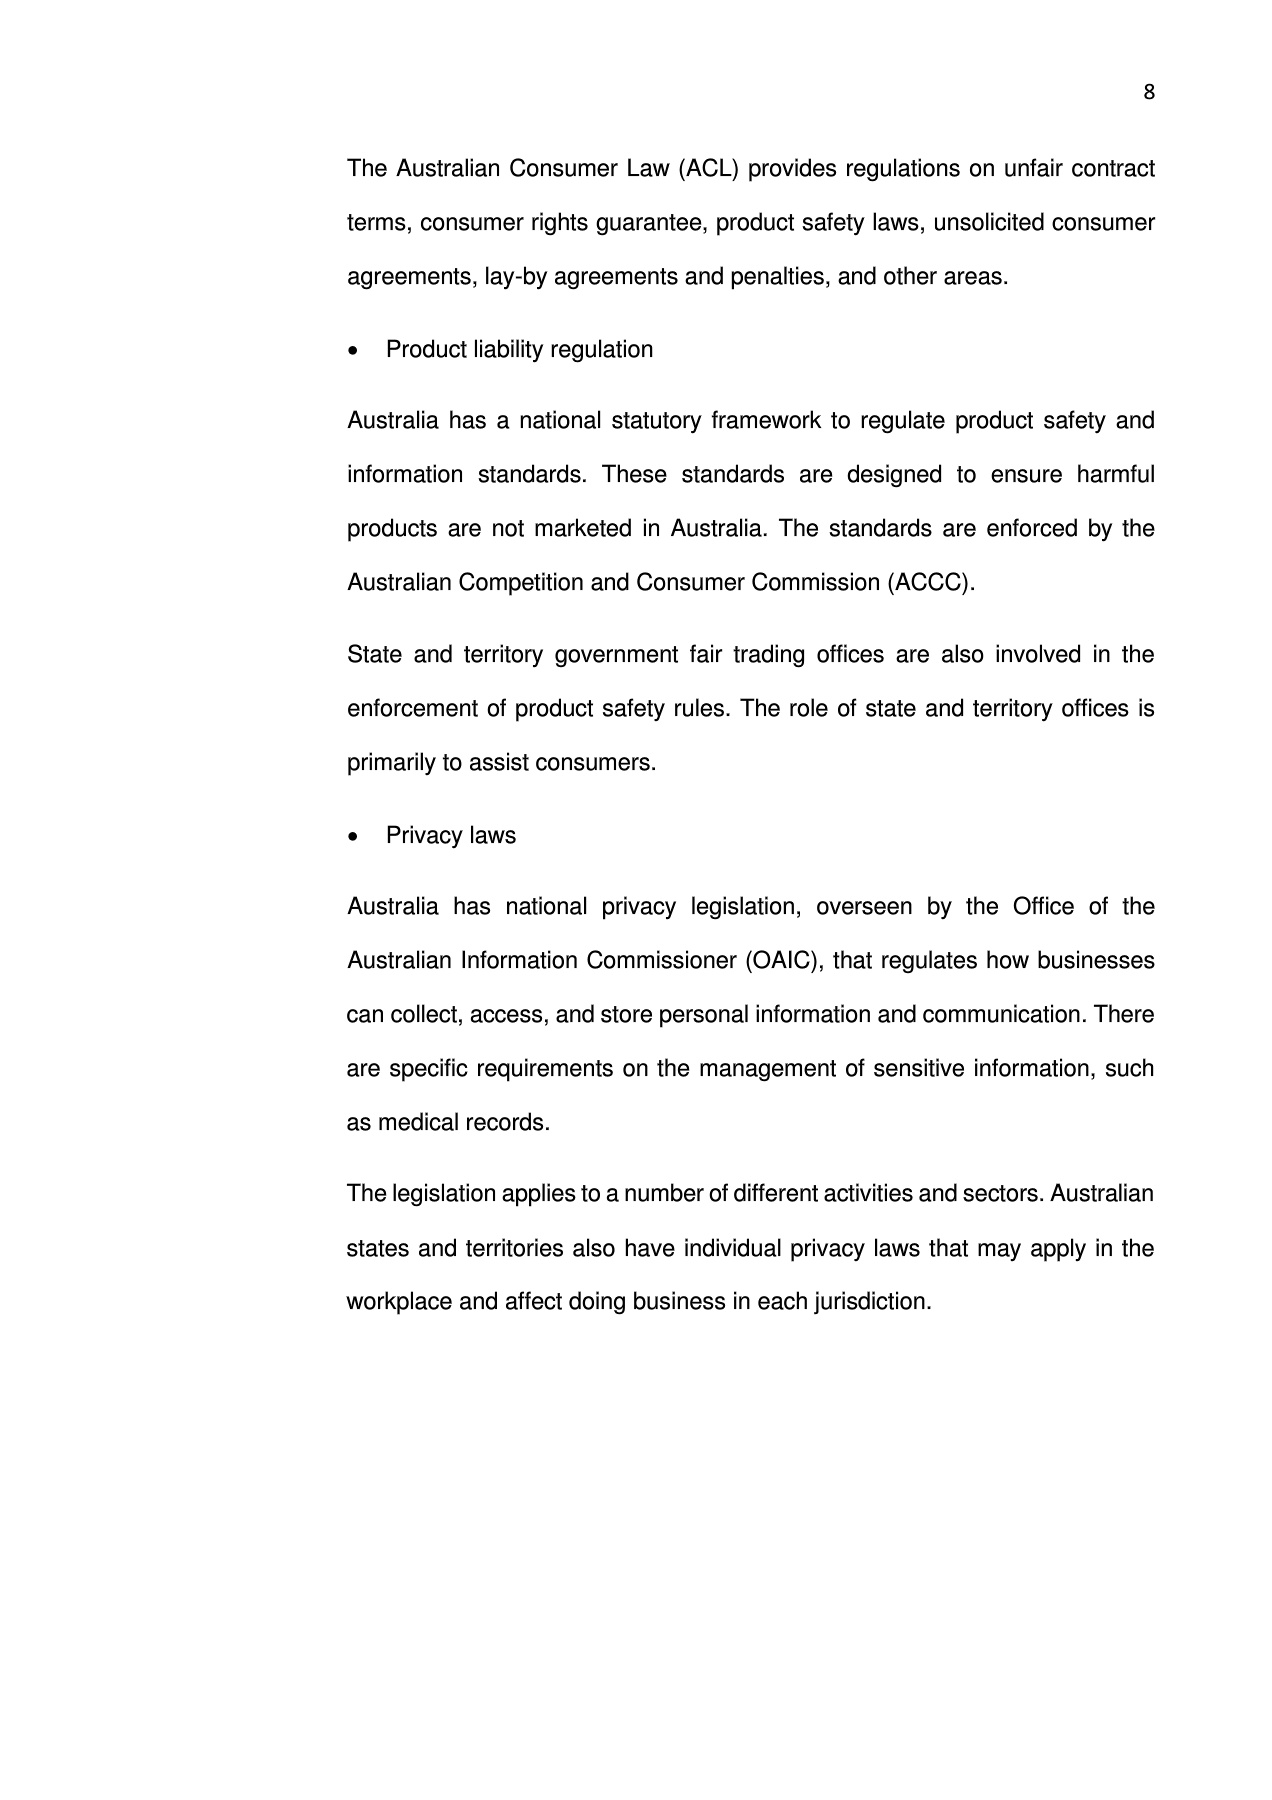 8
The Australian Consumer Law (ACL) provides regulations on unfair contract
terms, consumer rights guarantee, product safety laws, unsolicited consumer
agreements, lay-by agreements and penalties, and other areas.
• Product liability regulation
Australia has a national statutory framework to regulate product safety and
information standards. These standards are designed to ensure harmful
products are not marketed in Australia. The standards are enforced by the
Australian Competition and Consumer Commission (ACCC).
State and territory government fair trading offices are also involved in the
enforcement of product safety rules. The role of state and territory offices is
primarily to assist consumers.
• Privacy laws
Australia has national privacy legislation, overseen by the Office of the
Australian Information Commissioner (OAIC), that regulates how businesses
can collect, access, and store personal information and communication. There
are specific requirements on the management of sensitive information, such
as medical records.
The legislation applies to a number of different activities and sectors. Australian
states and territories also have individual privacy laws that may apply in the
workplace and affect doing business in each jurisdiction.